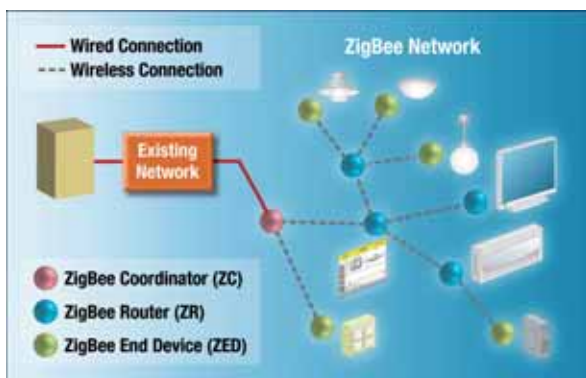 Wired Connection
Wireless Connection
ZigBee Network
Existing
Network
ZigBee Coordinator (ZC)
ZigBee Router (ZR)
ZigBee End Device (ZED)